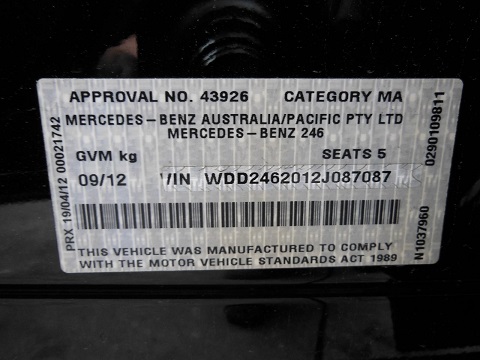 APPROVAL NO. 43926 CATEGORY MA
MERCEDES-BENZ AUSTRALIA/PACIFIC PTY LTD
MERCEDES-BENZ 246
GVM kg SEATS 5
09/12 VIN WDD2462012J087087
THIS VEHICLE WAS MANUFACTURED TO COMPLY
WITH THE MOTOR VEHICLE STANDARDS ACT 1989
PRX 19/04/12 00021742
0290109811
N1037960